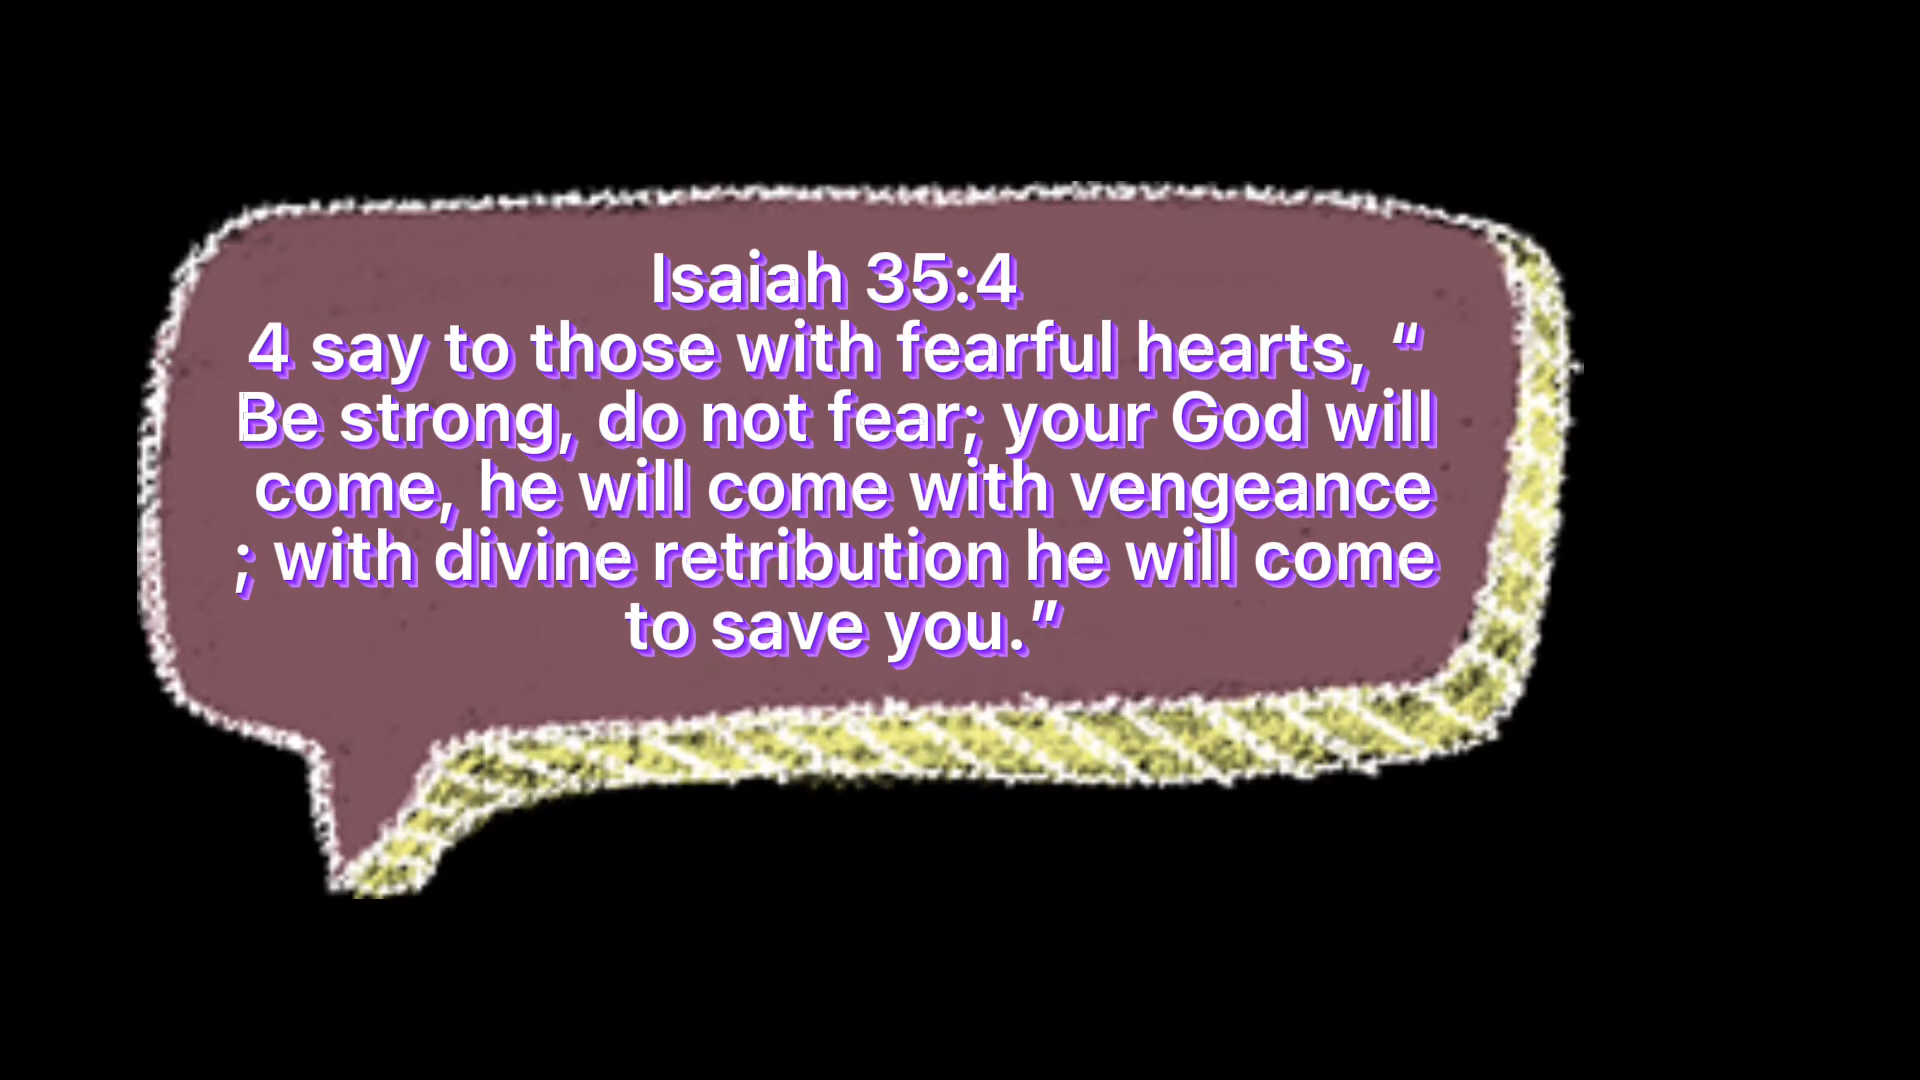 Isaiah 35:4
4 say to those with fearful hearts, “
Be strong, do not fear; your God will
come, he will come with vengeance
; with divine retribution he will come
to save you.”